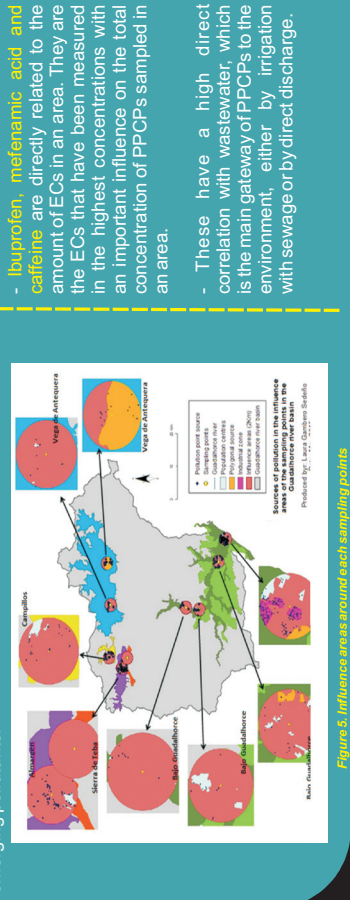 - Ibuprofen, mefenamic acid and
caffeine are directly related to the
amount of ECs in an area. They are
the ECs that have been measured
in the highest concentrations with
an important influence on the total
concentration of PPCPs sampled in
an area.
- These have a high direct
correlation with wastewater, which
is the main gateway of PPCPs to the
environment, either by irrigation
with sewage or by direct discharge.
Almargen
Sierra de Teba
Campillos
Vega de Antequera
Vega de Antequera
Bajo Guadalhorce
Bajo Guadalhorce
Bajo Guadalhorce
Pollution point source
Sampling points
Guadalhorce river
Population centres
Polygonal source
Industrial zone
Influence areas (2Km)
Guadalhorce river basin
Sources of pollution in the influence
areas of the sampling points in the
Guadalhorce river basin
Produced by: Laura Gambero Sedeño
Figure 5. Influence areas around each sampling points